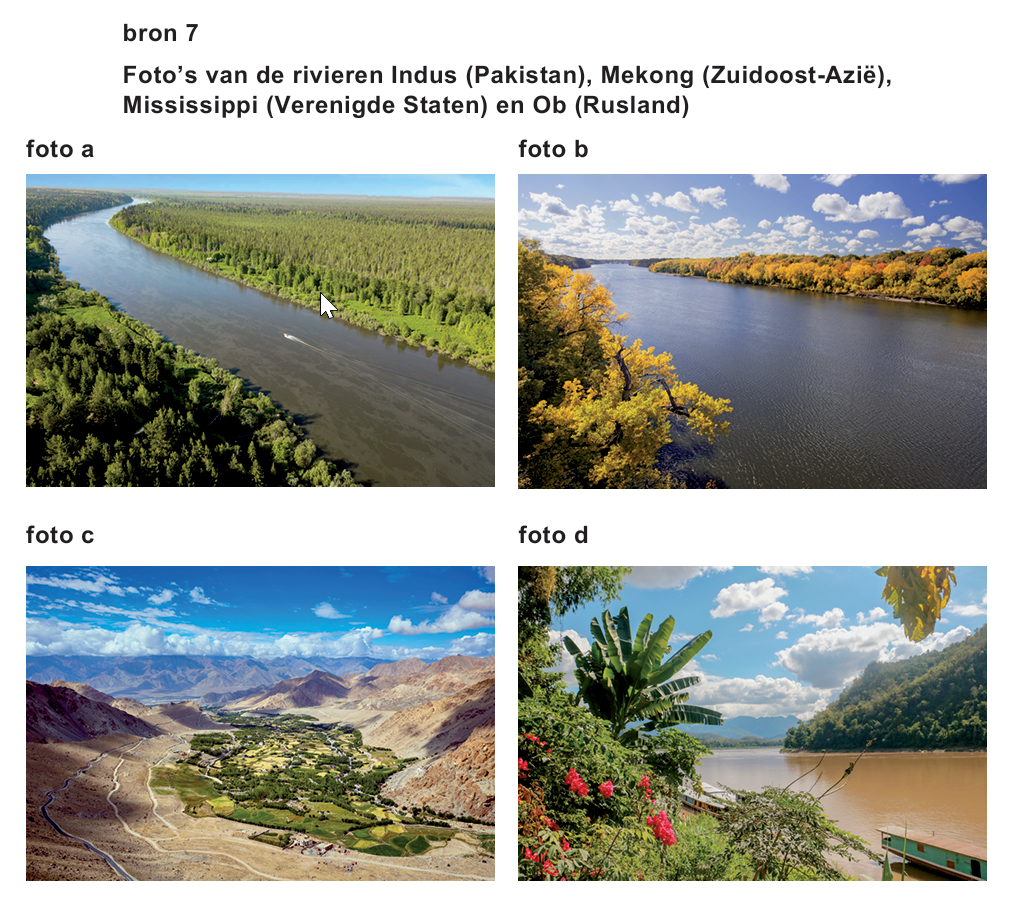 bron 7
Foto’s van de rivieren Indus (Pakistan), Mekong (Zuidoost-Azië),
Mississippi (Verenigde Staten) en Ob (Rusland)
foto a
foto b
foto c
foto d